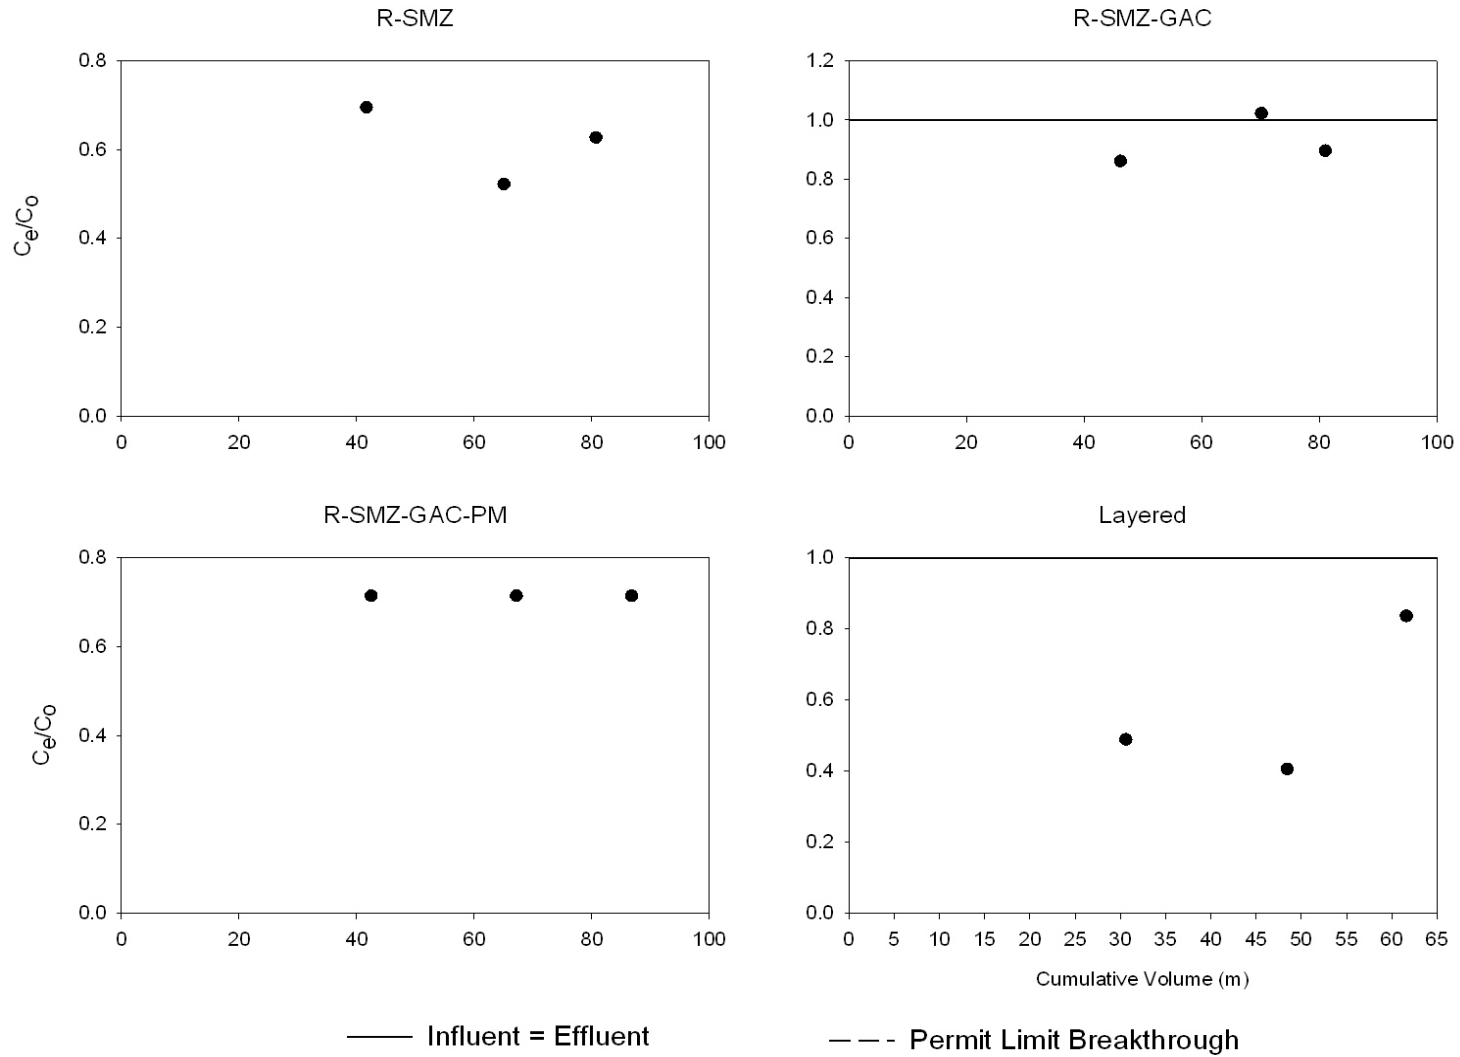 R-SMZ
R-SMZ-GAC
0.8
0.6
0.4
0.2
0.0
Ce/Co
0 20 40 60 80 100
1.2
1.0
0.8
0.6
0.4
0.2
0.0
0 20 40 60 80 100
R-SMZ-GAC-PM
Layered
0.8
0.6
0.4
0.2
0.0
Ce/Co
0 20 40 60 80 100
1.0
0.8
0.6
0.4
0.2
0.0
0 5 10 15 20 25 30 35 40 45 50 55 60 65
Cumulative Volume (m)
Influent = Effluent
Permit Limit Breakthrough